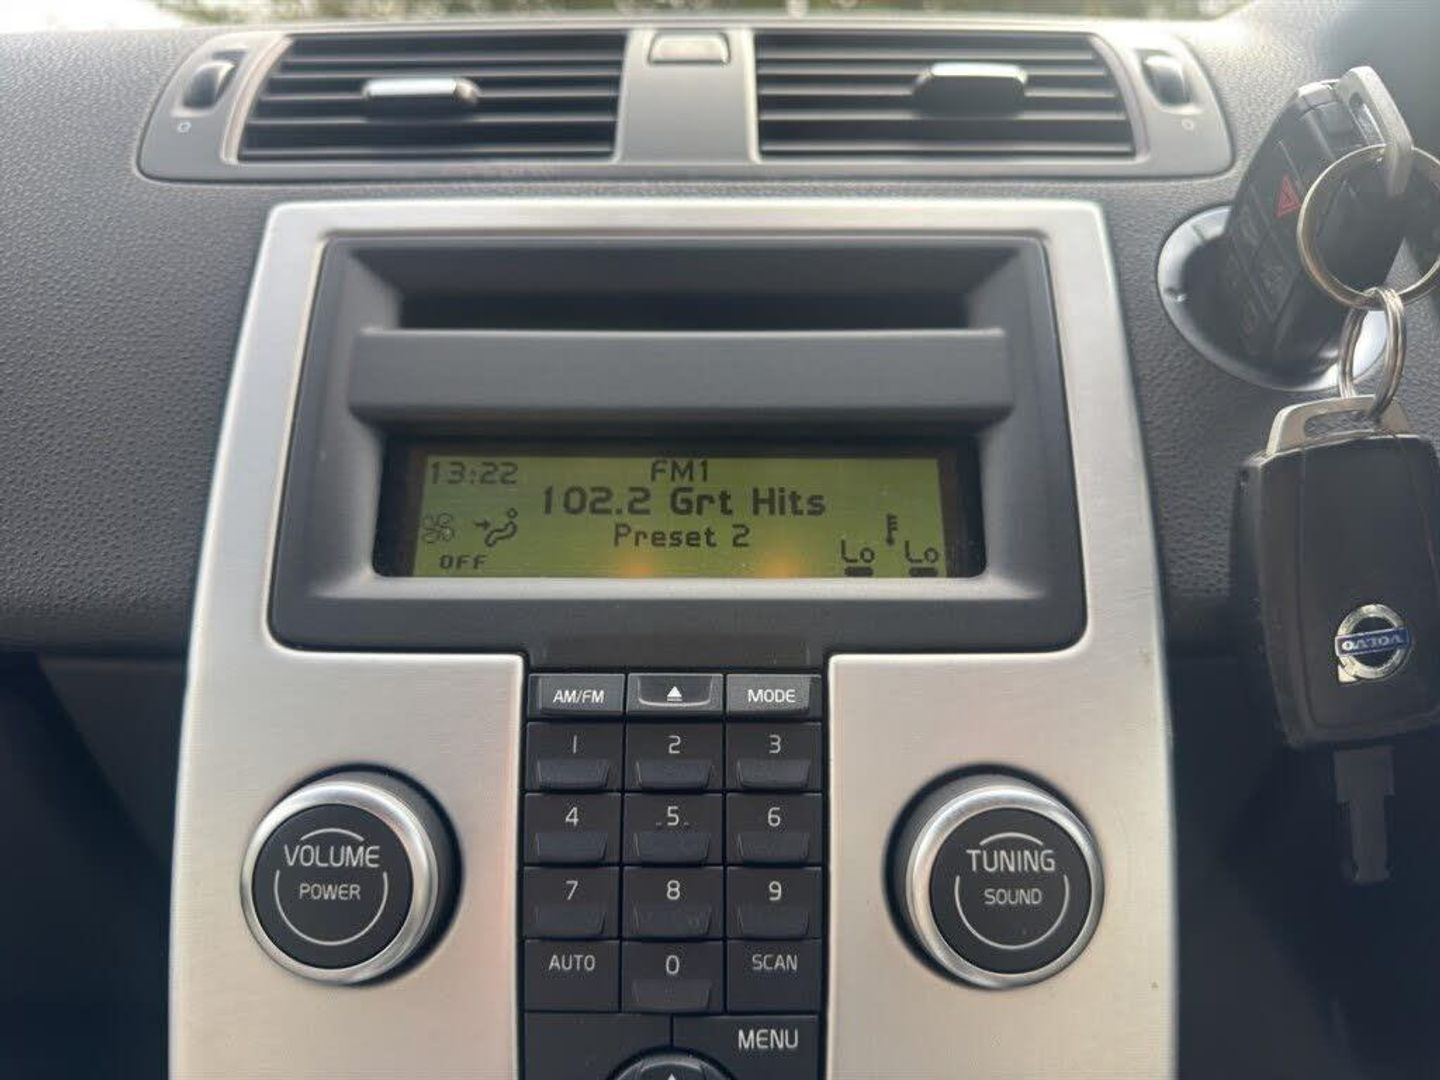 13:22
FM1
102.2 Grt Hits
Preset 2
OFF
Lo
Lo
AM/FM
MODE
1
2
3
4
5
6
7
8
9
AUTO
0
SCAN
MENU
VOLUME
POWER
TUNING
SOUND
VOLVO